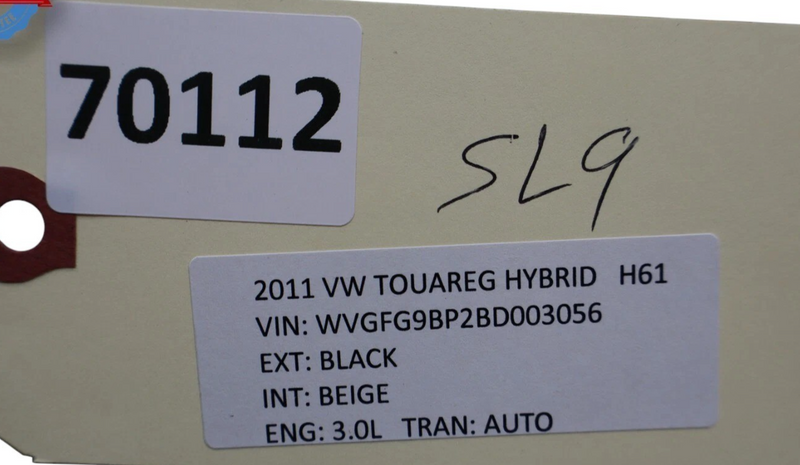 70112
SL9
2011 VW TOUAREG HYBRID H61
VIN: WVGFG9BP2BD003056
EXT: BLACK
INT: BEIGE
ENG: 3.0L TRAN: AUTO